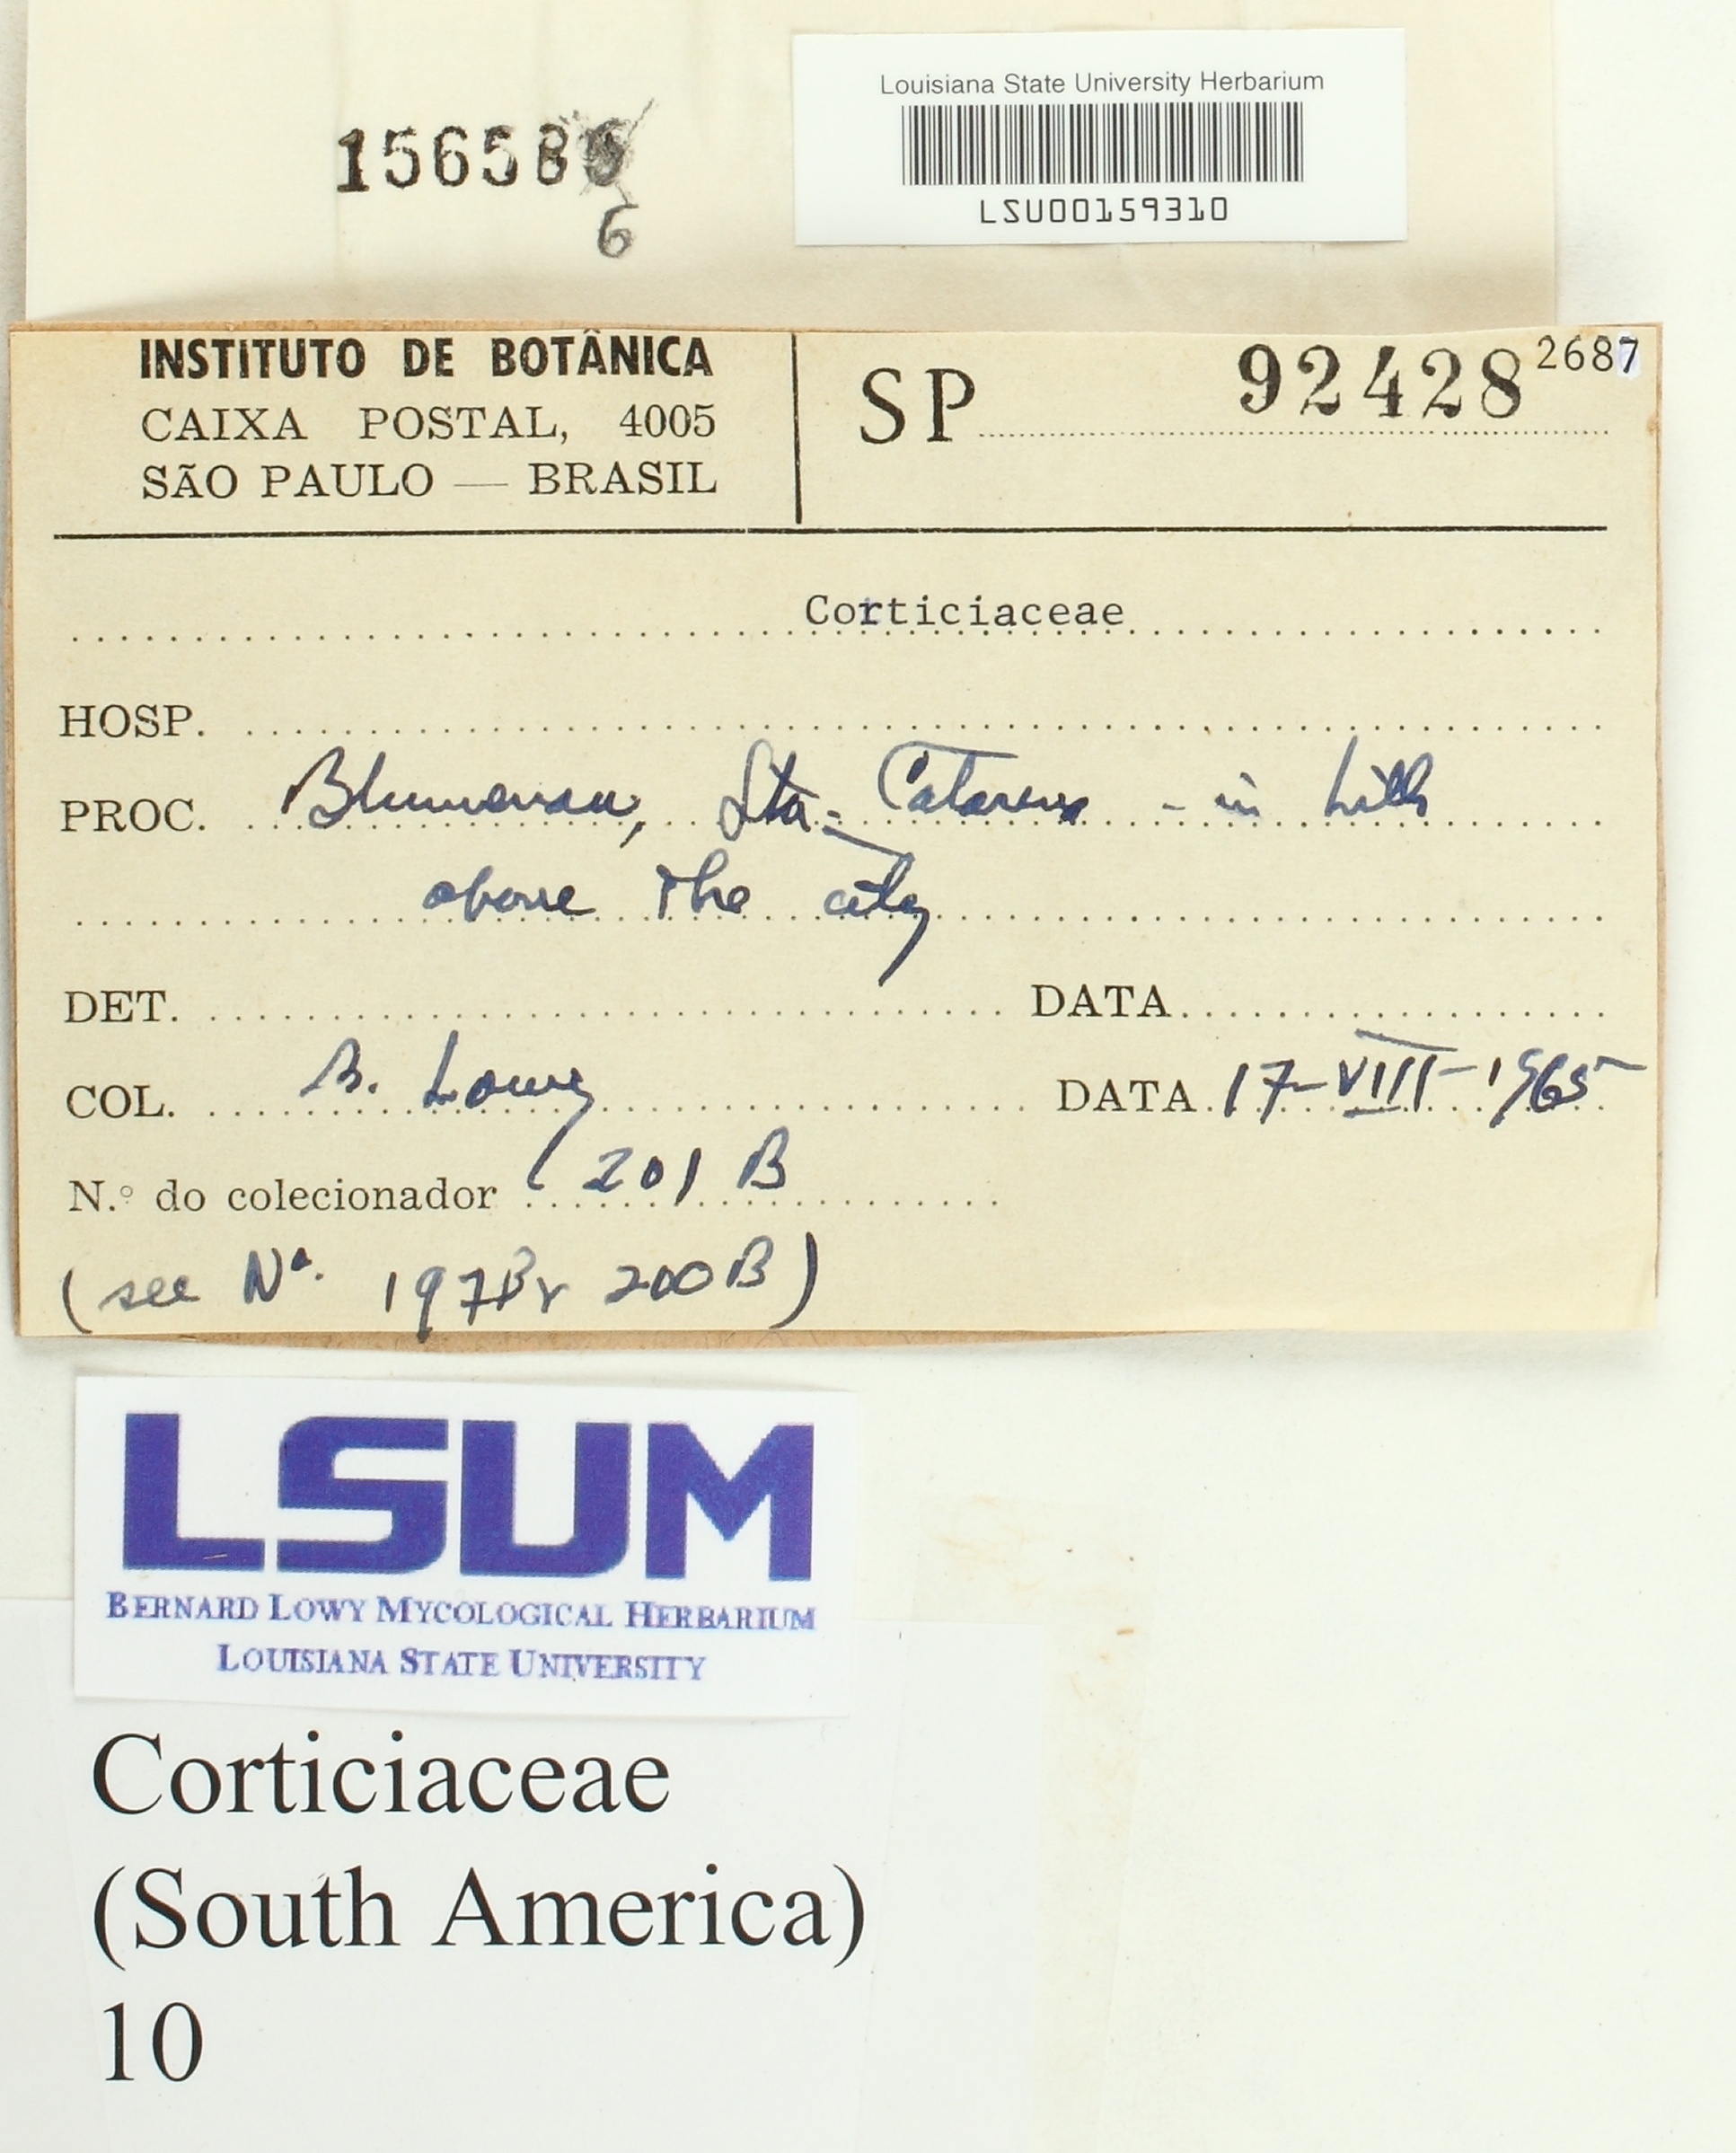 Louisiana State University Herbarium
LSU00159310
15658
6
INSTITUTO DE BOTÂNICA
CAIXA POSTAL, 4005
SÃO PAULO — BRASIL
SP 92428 2687
Corticiaceae
HOSP.
PROC. Blumenau, Sta. Catarina - in hills
above the city
DET. DATA
COL. B. Lowy DATA 17-VIII-1965
N.º do colecionador 201 B
(see Nº. 197B 200B)
LSUM
BERNARD LOWY MYCOLOGICAL HERBARIUM
LOUISIANA STATE UNIVERSITY
Corticiaceae
(South America)
10